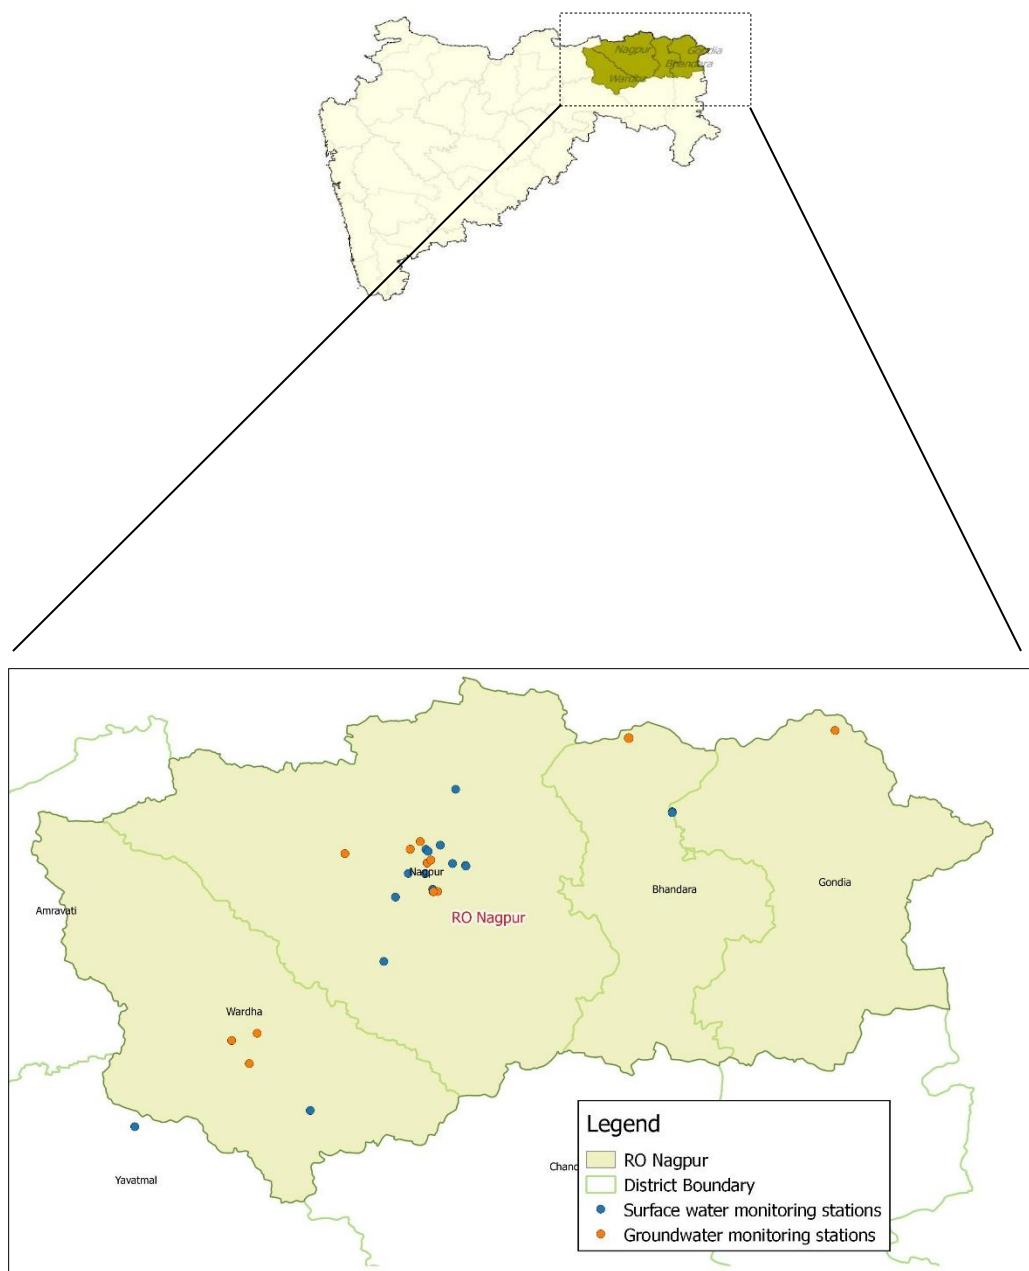 Nagpur
Gondia
Bhandara
Wardha
Amravati
Nagpur
Bhandara
Gondia
RO Nagpur
Wardha
Yavatmal
Chand
Legend
RO Nagpur
District Boundary
Surface water monitoring stations
Groundwater monitoring stations